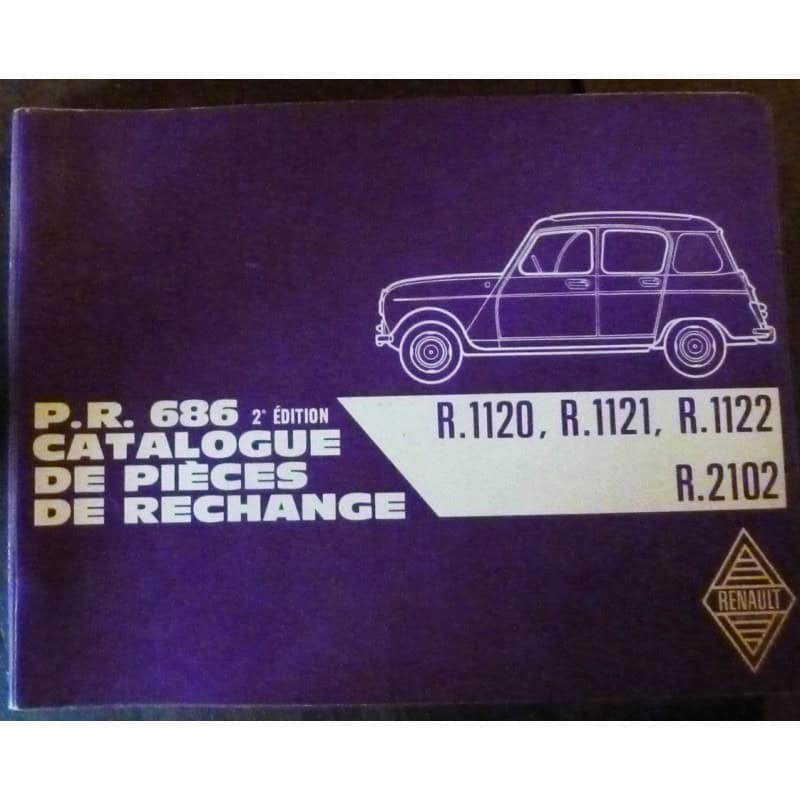 P.R. 686 2ᵉ ÉDITION
CATALOGUE
DE PIÈCES
DE RECHANGE
R.1120, R.1121, R.1122
R.2102
RENAULT